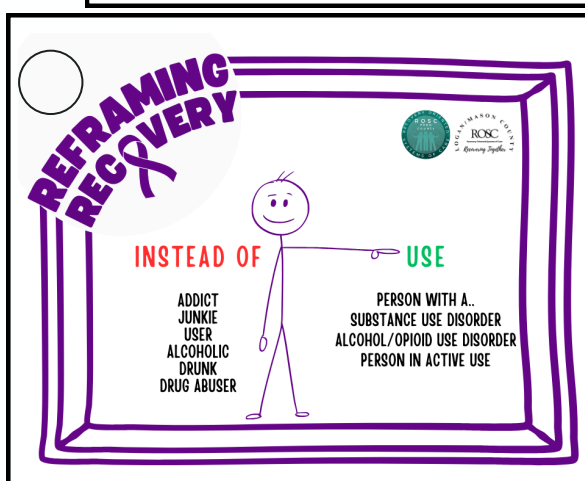 REFRAMING
RECOVERY
ROSC
COUNTY
LOGAN/MASON COUNTY
ROSC
Recovering Together
INSTEAD OF
USE
ADDICT
JUNKIE
USER
ALCOHOLIC
DRUNK
DRUG ABUSER
PERSON WITH A..
SUBSTANCE USE DISORDER
ALCOHOL/OPIOID USE DISORDER
PERSON IN ACTIVE USE